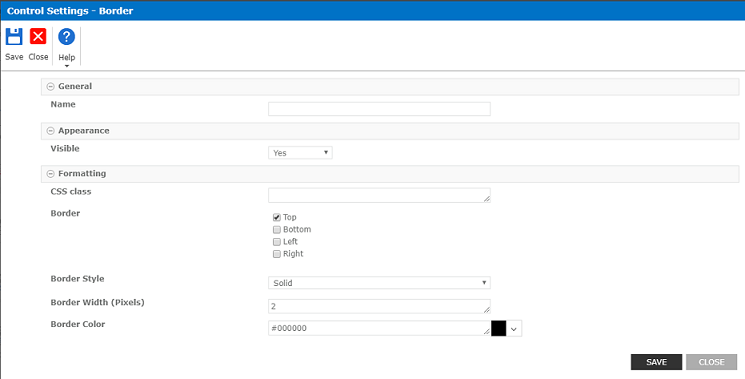 Control Settings - Border
Save Close Help
General
Name
Appearance
Visible Yes
Formatting
CSS class
Border Top
Bottom
Left
Right
Border Style Solid
Border Width (Pixels) 2
Border Color #000000
SAVE CLOSE